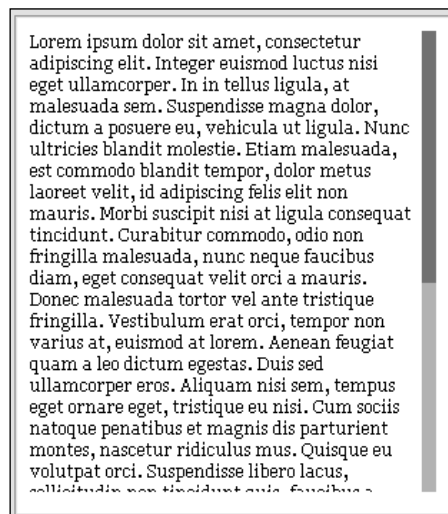 Lorem ipsum dolor sit amet, consectetur
adipiscing elit. Integer euismod luctus nisi
eget ullamcorper. In in tellus ligula, at
malesuada sem. Suspendisse magna dolor,
dictum a posuere eu, vehicula ut ligula. Nunc
ultricies blandit molestie. Etiam malesuada,
est commodo blandit tempor, dolor metus
laoreet velit, id adipiscing felis elit non
mauris. Morbi suscipit nisi at ligula consequat
tincidunt. Curabitur commodo, odio non
fringilla malesuada, nunc neque faucibus
diam, eget consequat velit orci a mauris.
Donec malesuada tortor vel ante tristique
fringilla. Vestibulum erat orci, tempor non
varius at, euismod at lorem. Aenean feugiat
quam a leo dictum egestas. Duis sed
ullamcorper eros. Aliquam nisi sem, tempus
eget ornare eget, tristique eu nisi. Cum sociis
natoque penatibus et magnis dis parturient
montes, nascetur ridiculus mus. Quisque eu
volutpat orci. Suspendisse libero lacus,